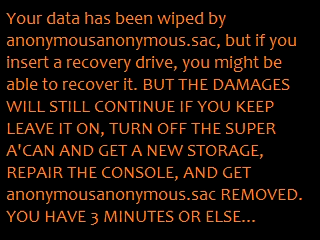 Your data has been wiped by
anonymousanonymous.sac, but if you
insert a recovery drive, you might be
able to recover it. BUT THE DAMAGES
WILL STILL CONTINUE IF YOU KEEP
LEAVE IT ON, TURN OFF THE SUPER
A'CAN AND GET A NEW STORAGE,
REPAIR THE CONSOLE, AND GET
anonymousanonymous.sac REMOVED.
YOU HAVE 3 MINUTES OR ELSE...